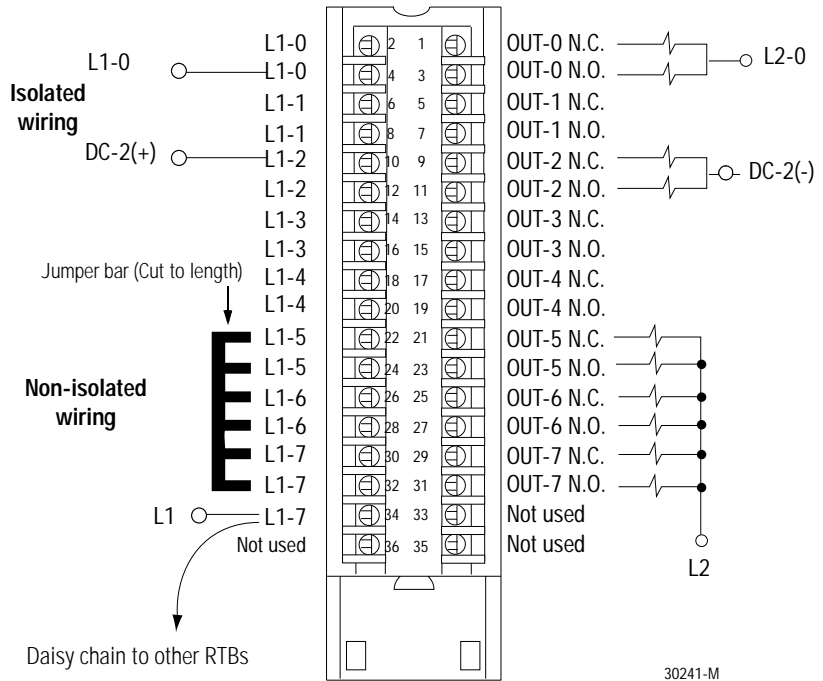 L1-0 2 1 OUT-0 N.C.
L1-0 L1-0 4 3 OUT-0 N.O. L2-0
Isolated wiring
L1-1 6 5 OUT-1 N.C.
L1-1 8 7 OUT-1 N.O.
DC-2(+) L1-2 10 9 OUT-2 N.C.
DC-2(-)
L1-2 12 11 OUT-2 N.O.
L1-3 14 13 OUT-3 N.C.
L1-3 16 15 OUT-3 N.O.
Jumper bar (Cut to length)
L1-4 18 17 OUT-4 N.C.
L1-4 20 19 OUT-4 N.O.
L1-5 22 21 OUT-5 N.C.
L1-5 24 23 OUT-5 N.O.
Non-isolated wiring
L1-6 26 25 OUT-6 N.C.
L1-6 28 27 OUT-6 N.O.
L1-7 30 29 OUT-7 N.C.
L1-7 32 31 OUT-7 N.O.
L1 L1-7 34 33 Not used
Not used 36 35 Not used
L2
Daisy chain to other RTBs
30241-M